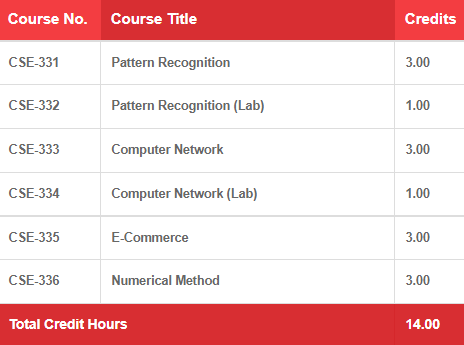 Course No. Course Title Credits
CSE-331 Pattern Recognition 3.00
CSE-332 Pattern Recognition (Lab) 1.00
CSE-333 Computer Network 3.00
CSE-334 Computer Network (Lab) 1.00
CSE-335 E-Commerce 3.00
CSE-336 Numerical Method 3.00
Total Credit Hours 14.00